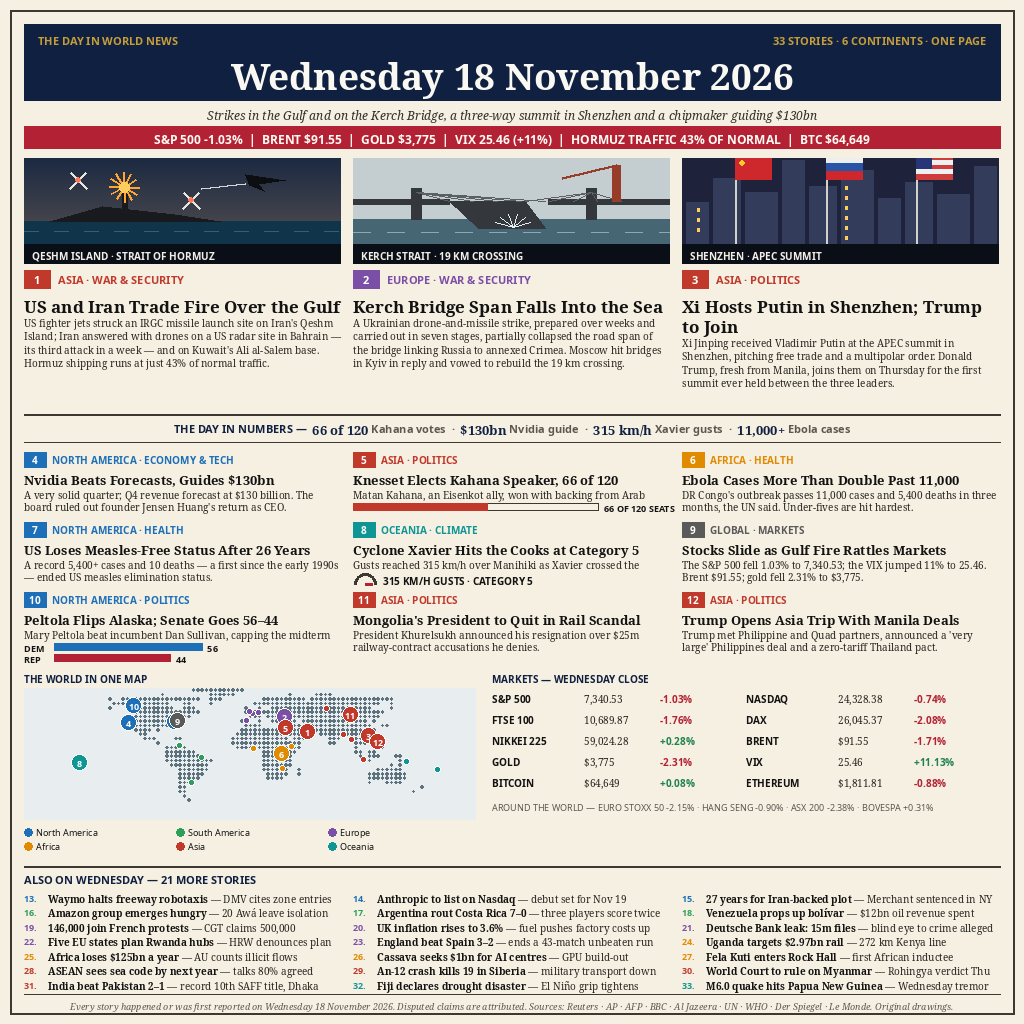 THE DAY IN WORLD NEWS
33 STORIES · 6 CONTINENTS · ONE PAGE
Wednesday 18 November 2026
Strikes in the Gulf and on the Kerch Bridge, a three-way summit in Shenzhen and a chipmaker guiding $130bn
S&P 500 -1.03% | BRENT $91.55 | GOLD $3,775 | VIX 25.46 (+11%) | HORMUZ TRAFFIC 43% OF NORMAL | BTC $64,649
QESHM ISLAND · STRAIT OF HORMUZ
1 ASIA · WAR & SECURITY
US and Iran Trade Fire Over the Gulf
US fighter jets struck an IRGC missile launch site on Iran's Qeshm
Island; Iran answered with drones on a US radar site in Bahrain —
its third attack in a week — and on Kuwait's Ali al-Salem base.
Hormuz shipping runs at just 43% of normal traffic.
KERCH STRAIT · 19 KM CROSSING
2 EUROPE · WAR & SECURITY
Kerch Bridge Span Falls Into the Sea
A Ukrainian drone-and-missile strike, prepared over weeks and
carried out in seven stages, partially collapsed the road span of
the bridge linking Russia to annexed Crimea. Moscow hit bridges
in Kyiv in reply and vowed to rebuild the 19 km crossing.
SHENZHEN · APEC SUMMIT
3 ASIA · POLITICS
Xi Hosts Putin in Shenzhen; Trump
to Join
Xi Jinping received Vladimir Putin at the APEC summit in
Shenzhen, pitching free trade and a multipolar order. Donald
Trump, fresh from Manila, joins them on Thursday for the first
summit ever held between the three leaders.
THE DAY IN NUMBERS — 66 of 120 Kahana votes · $130bn Nvidia guide · 315 km/h Xavier gusts · 11,000+ Ebola cases
4 NORTH AMERICA · ECONOMY & TECH
Nvidia Beats Forecasts, Guides $130bn
A very solid quarter; Q4 revenue forecast at $130 billion. The
board ruled out founder Jensen Huang's return as CEO.
5 ASIA · POLITICS
Knesset Elects Kahana Speaker, 66 of 120
Matan Kahana, an Eisenkot ally, won with backing from Arab
66 OF 120 SEATS
6 AFRICA · HEALTH
Ebola Cases More Than Double Past 11,000
DR Congo's outbreak passes 11,000 cases and 5,400 deaths in three
months, the UN said. Under-fives are hit hardest.
7 NORTH AMERICA · HEALTH
US Loses Measles-Free Status After 26 Years
A record 5,400+ cases and 10 deaths — a first since the early 1990s
— ended US measles elimination status.
8 OCEANIA · CLIMATE
Cyclone Xavier Hits the Cooks at Category 5
Gusts reached 315 km/h over Manihiki as Xavier crossed the
315 KM/H GUSTS · CATEGORY 5
9 GLOBAL · MARKETS
Stocks Slide as Gulf Fire Rattles Markets
The S&P 500 fell 1.03% to 7,340.53; the VIX jumped 11% to 25.46.
Brent $91.55; gold fell 2.31% to $3,775.
10 NORTH AMERICA · POLITICS
Peltola Flips Alaska; Senate Goes 56–44
Mary Peltola beat incumbent Dan Sullivan, capping the midterm
DEM 56
REP 44
11 ASIA · POLITICS
Mongolia's President to Quit in Rail Scandal
President Khurelsukh announced his resignation over $25m
railway-contract accusations he denies.
12 ASIA · POLITICS
Trump Opens Asia Trip With Manila Deals
Trump met Philippine and Quad partners, announced a 'very
large' Philippines deal and a zero-tariff Thailand pact.
THE WORLD IN ONE MAP
10
4
9
2
5
1
11
3
12
6
8
North America
South America
Europe
Africa
Asia
Oceania
MARKETS — WEDNESDAY CLOSE
S&P 500 7,340.53 -1.03% NASDAQ 24,328.38 -0.74%
FTSE 100 10,689.87 -1.76% DAX 26,045.37 -2.08%
NIKKEI 225 59,024.28 +0.28% BRENT $91.55 -1.71%
GOLD $3,775 -2.31% VIX 25.46 +11.13%
BITCOIN $64,649 +0.08% ETHEREUM $1,811.81 -0.88%
AROUND THE WORLD — EURO STOXX 50 -2.15% · HANG SENG -0.90% · ASX 200 -2.38% · BOVESPA +0.31%
ALSO ON WEDNESDAY — 21 MORE STORIES
13. Waymo halts freeway robotaxis — DMV cites zone entries
14. Anthropic to list on Nasdaq — debut set for Nov 19
15. 27 years for Iran-backed plot — Merchant sentenced in NY
16. Amazon group emerges hungry — 20 Awá leave isolation
17. Argentina rout Costa Rica 7–0 — three players score twice
18. Venezuela props up bolívar — $12bn oil revenue spent
19. 146,000 join French protests — CGT claims 500,000
20. UK inflation rises to 3.6% — fuel pushes factory costs up
21. Deutsche Bank leak: 15m files — blind eye to crime alleged
22. Five EU states plan Rwanda hubs — HRW denounces plan
23. England beat Spain 3–2 — ends a 43-match unbeaten run
24. Uganda targets $2.97bn rail — 272 km Kenya line
25. Africa loses $125bn a year — AU counts illicit flows
26. Cassava seeks $1bn for AI centres — GPU build-out
27. Fela Kuti enters Rock Hall — first African inductee
28. ASEAN sees sea code by next year — talks 80% agreed
29. An-12 crash kills 19 in Siberia — military transport down
30. World Court to rule on Myanmar — Rohingya verdict Thu
31. India beat Pakistan 2–1 — record 10th SAFF title, Dhaka
32. Fiji declares drought disaster — El Niño grip tightens
33. M6.0 quake hits Papua New Guinea — Wednesday tremor
Every story happened or was first reported on Wednesday 18 November 2026. Disputed claims are attributed. Sources: Reuters · AP · AFP · BBC · Al Jazeera · UN · WHO · Der Spiegel · Le Monde. Original drawings.